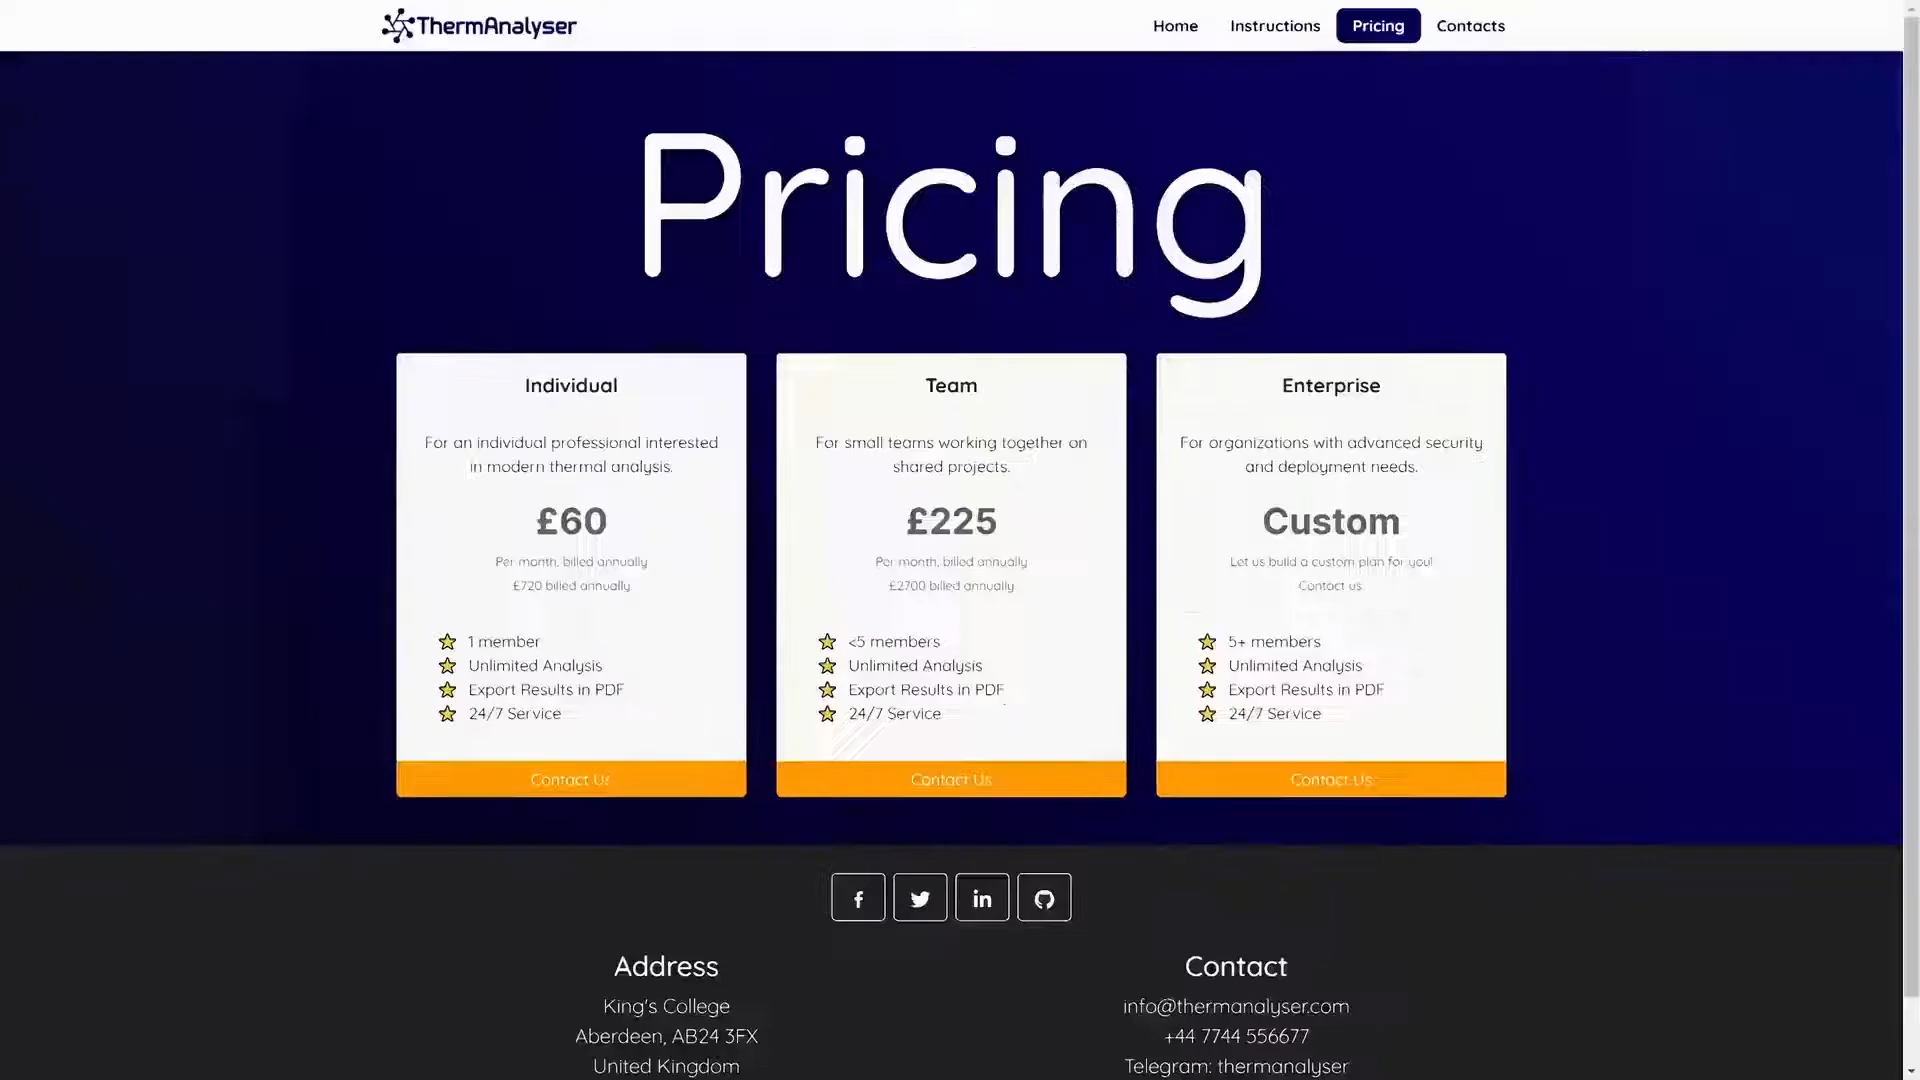 ThermAnalyser
Home Instructions Pricing Contacts
Pricing
Individual
For an individual professional interested
in modern thermal analysis.
£60
Per month, billed annually
£720 billed annually
1 member
Unlimited Analysis
Export Results in PDF
24/7 Service
Contact Us
Team
For small teams working together on
shared projects.
£225
Per month, billed annually
£2700 billed annually
<5 members
Unlimited Analysis
Export Results in PDF
24/7 Service
Contact Us
Enterprise
For organizations with advanced security
and deployment needs.
Custom
Let us build a custom plan for you!
Contact us
5+ members
Unlimited Analysis
Export Results in PDF
24/7 Service
Contact Us
Address
King's College
Aberdeen, AB24 3FX
United Kingdom
Contact
info@thermanalyser.com
+44 7744 556677
Telegram: thermanalyser